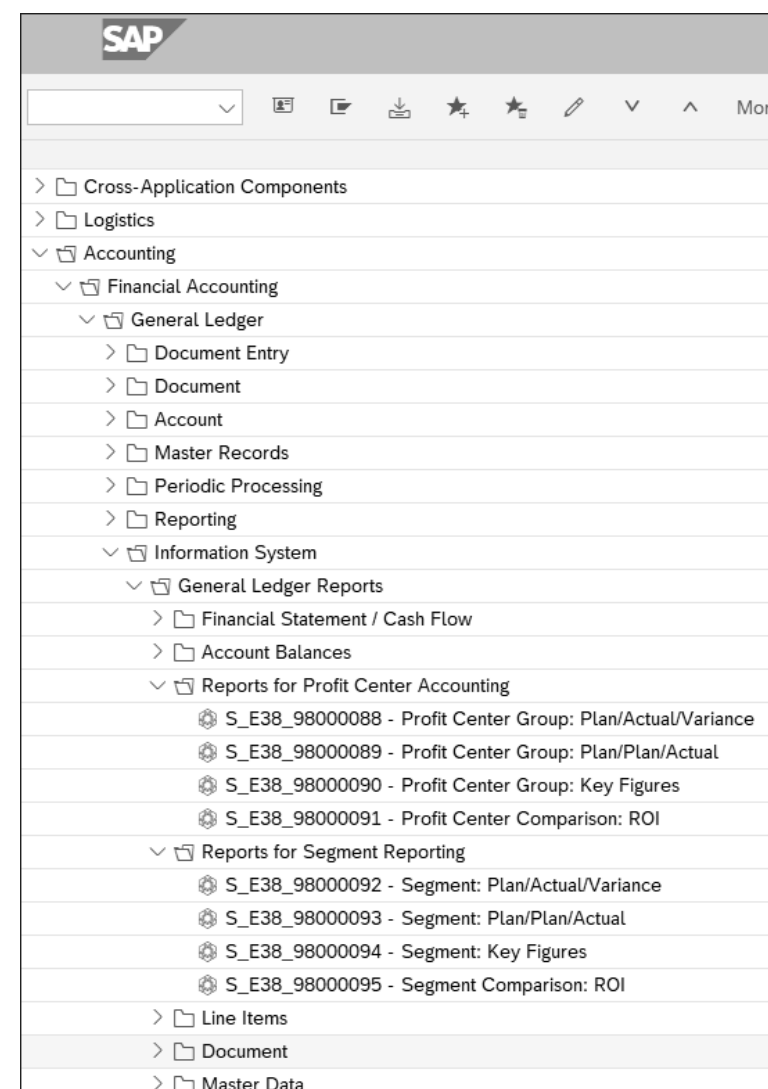 SAP
Mor
Cross-Application Components
Logistics
Accounting
Financial Accounting
General Ledger
Document Entry
Document
Account
Master Records
Periodic Processing
Reporting
Information System
General Ledger Reports
Financial Statement / Cash Flow
Account Balances
Reports for Profit Center Accounting
S_E38_98000088 - Profit Center Group: Plan/Actual/Variance
S_E38_98000089 - Profit Center Group: Plan/Plan/Actual
S_E38_98000090 - Profit Center Group: Key Figures
S_E38_98000091 - Profit Center Comparison: ROI
Reports for Segment Reporting
S_E38_98000092 - Segment: Plan/Actual/Variance
S_E38_98000093 - Segment: Plan/Plan/Actual
S_E38_98000094 - Segment: Key Figures
S_E38_98000095 - Segment Comparison: ROI
Line Items
Document
Master Data